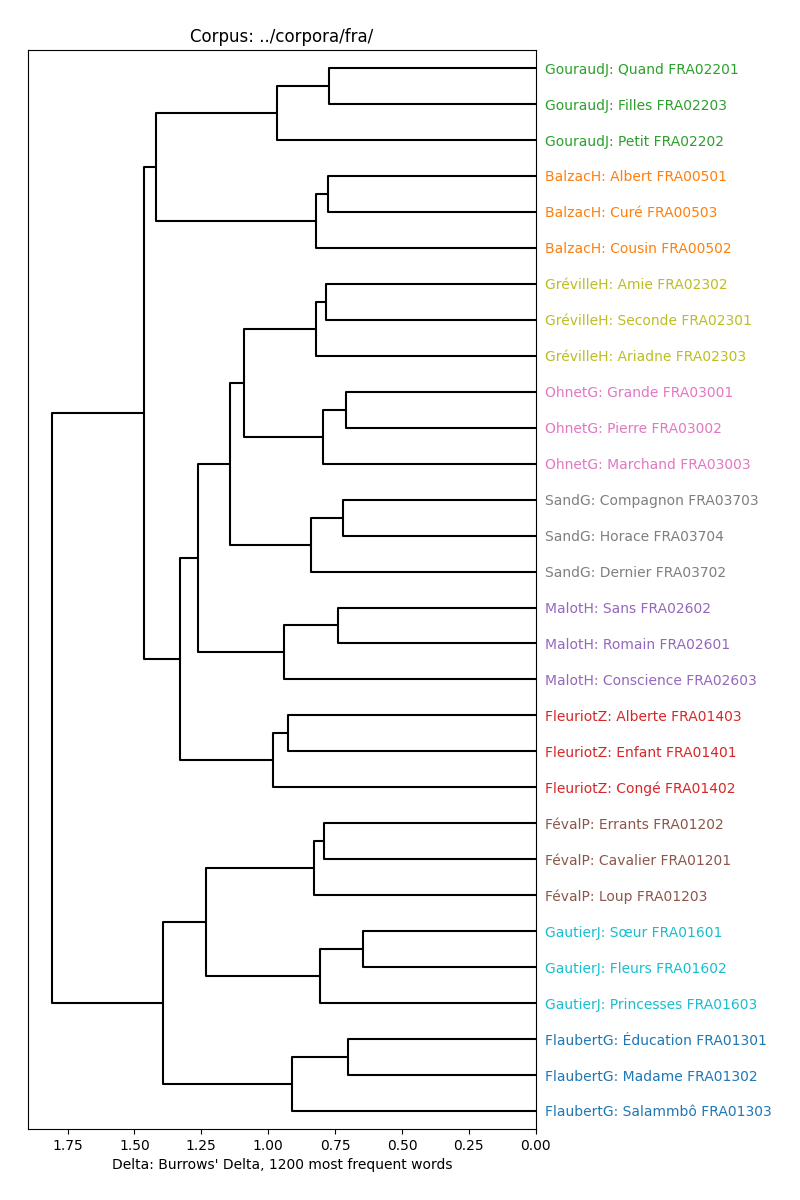 Corpus: ../corpora/fra/
GouraudJ: Quand FRA02201
GouraudJ: Filles FRA02203
GouraudJ: Petit FRA02202
BalzacH: Albert FRA00501
BalzacH: Curé FRA00503
BalzacH: Cousin FRA00502
GrévilleH: Amie FRA02302
GrévilleH: Seconde FRA02301
GrévilleH: Ariadne FRA02303
OhnetG: Grande FRA03001
OhnetG: Pierre FRA03002
OhnetG: Marchand FRA03003
SandG: Compagnon FRA03703
SandG: Horace FRA03704
SandG: Dernier FRA03702
MalotH: Sans FRA02602
MalotH: Romain FRA02601
MalotH: Conscience FRA02603
FleuriotZ: Alberte FRA01403
FleuriotZ: Enfant FRA01401
FleuriotZ: Congé FRA01402
FévalP: Errants FRA01202
FévalP: Cavalier FRA01201
FévalP: Loup FRA01203
GautierJ: Sœur FRA01601
GautierJ: Fleurs FRA01602
GautierJ: Princesses FRA01603
FlaubertG: Éducation FRA01301
FlaubertG: Madame FRA01302
FlaubertG: Salammbô FRA01303
1.75 1.50 1.25 1.00 0.75 0.50 0.25 0.00
Delta: Burrows' Delta, 1200 most frequent words